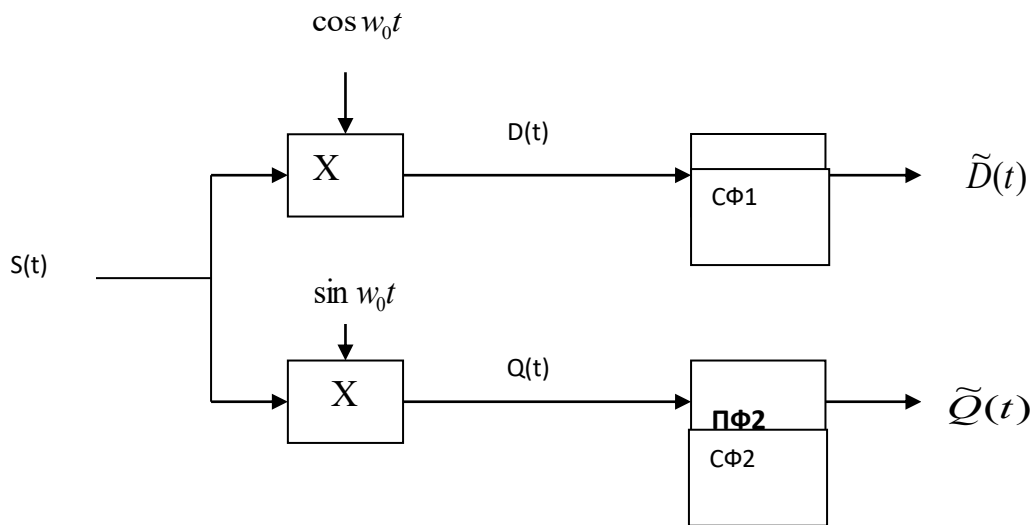 cos w₀t
D(t)
X
D̃(t)
СФ1
S(t)
sin w₀t
Q(t)
X
Q̃(t)
ПФ2
СФ2